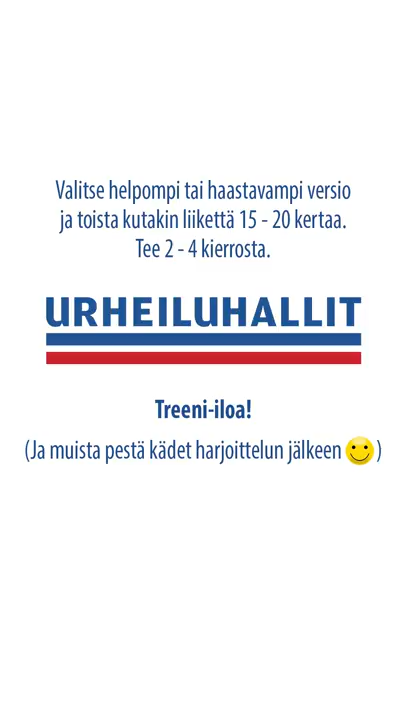 Valitse helpompi tai haastavampi versio
ja toista kutakin liikettä 15 - 20 kertaa.
Tee 2 - 4 kierrosta.
URHEILUHALLIT
Treeni-iloa!
(Ja muista pestä kädet harjoittelun jälkeen 🙂)